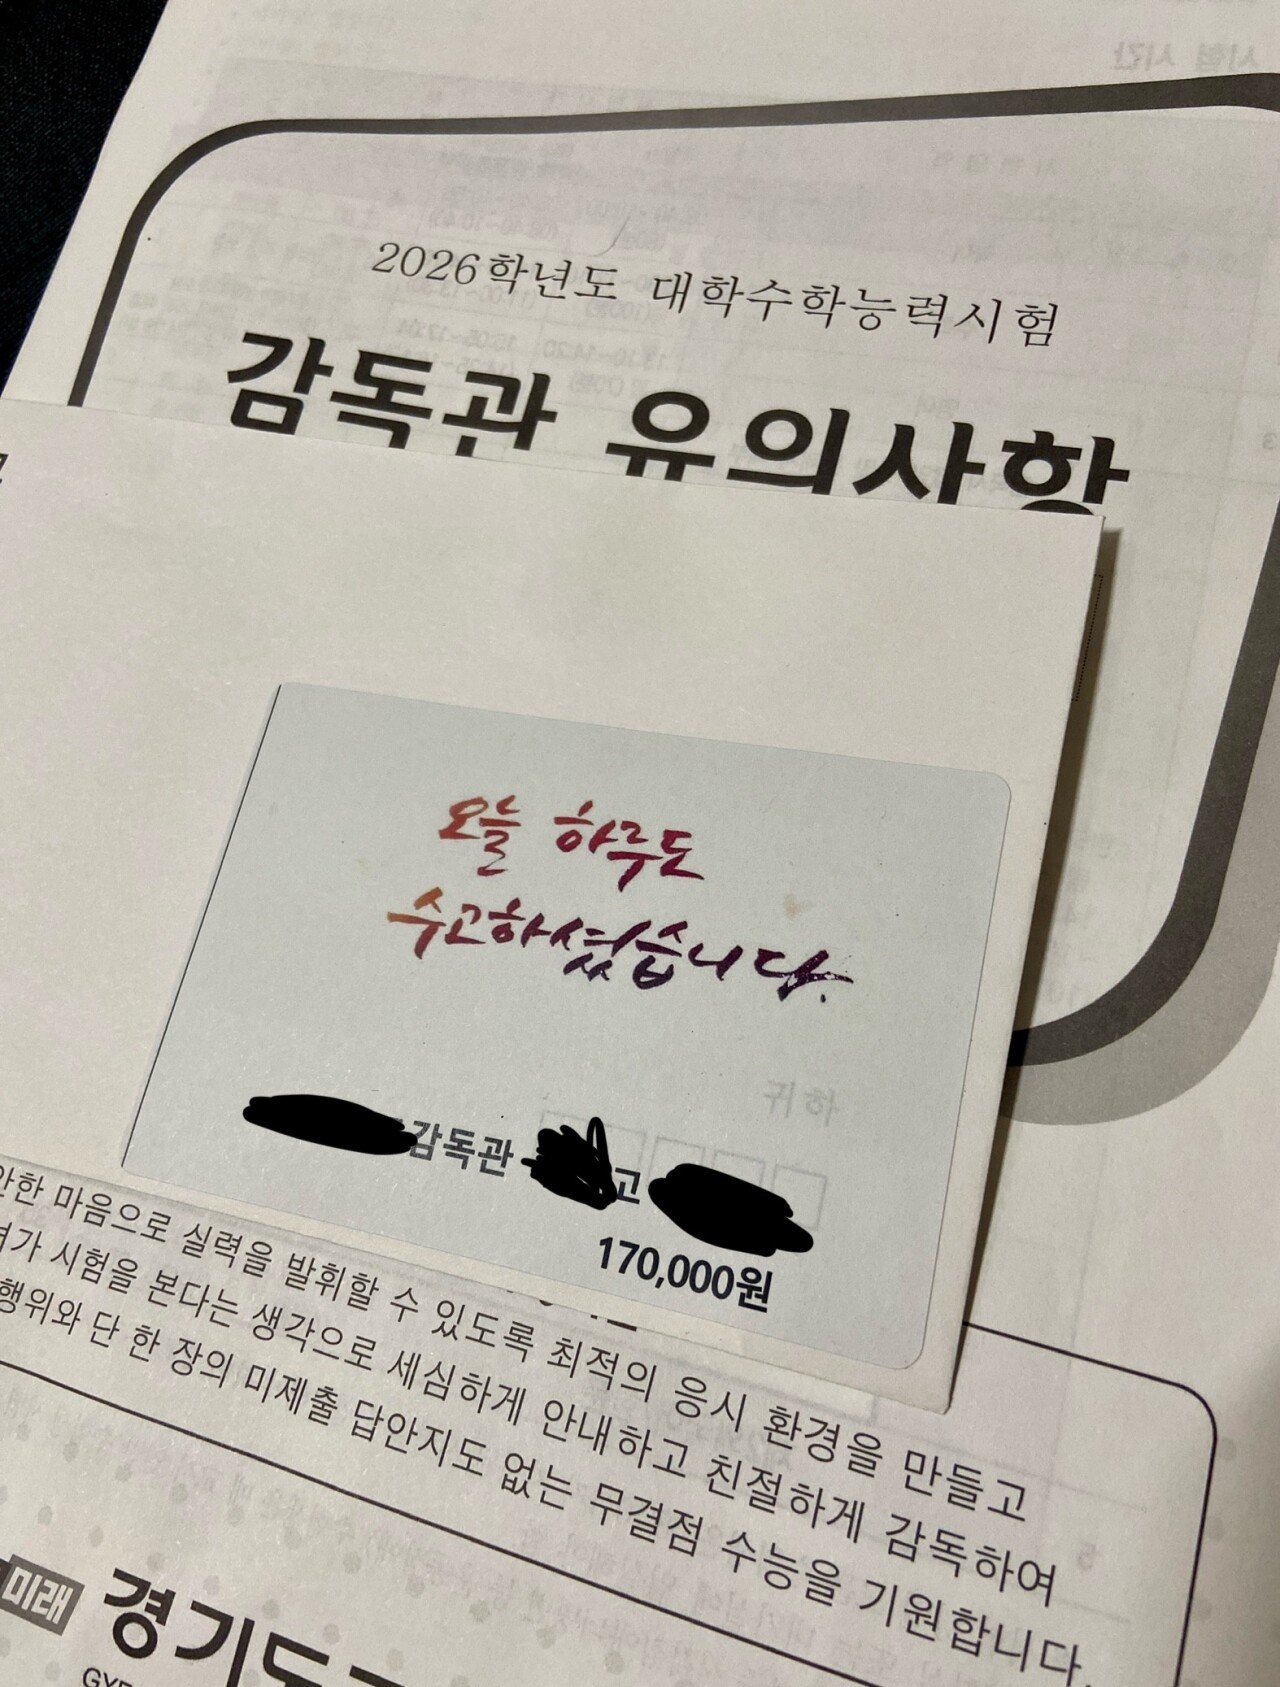 2026학년도 대학수학능력시험
감독관 유의사항
오늘 하루도
수고하셨습니다.
감독관 고
170,000원
마음으로 실력을 발휘할 수 있도록 최적의 응시 환경을 만들고
시험을 본다는 생각으로 세심하게 안내하고 친절하게 감독하여
행위와 단 한 장의 미제출 답안지도 없는 무결점 수능을 기원합니다.
미래 경기도